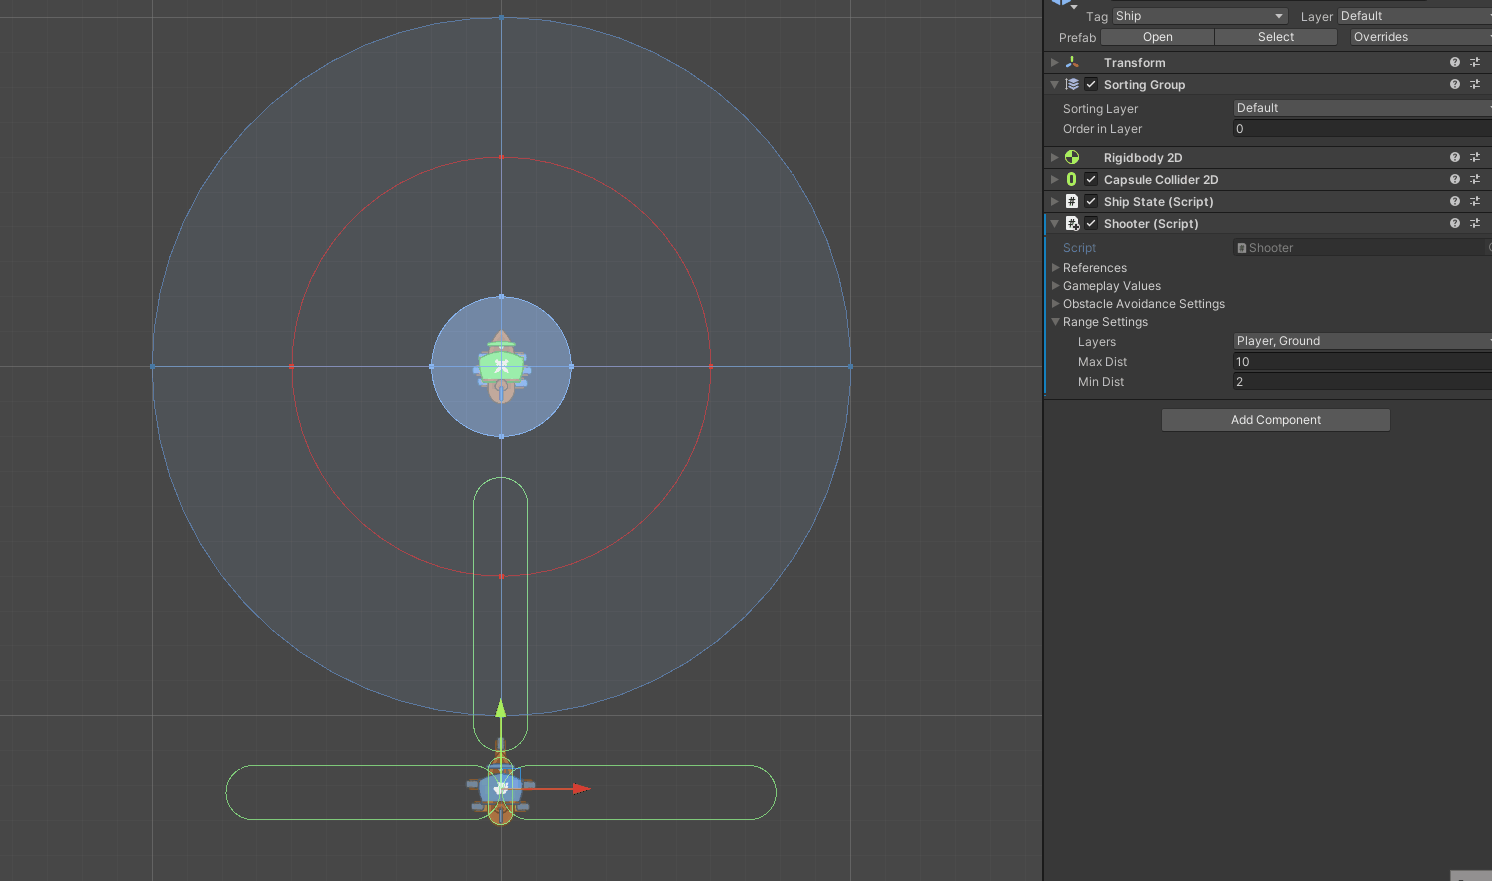 Tag Ship Layer Default
Prefab Open Select Overrides
Transform
Sorting Group
Sorting Layer Default
Order in Layer 0
Rigidbody 2D
Capsule Collider 2D
# Ship State (Script)
# Shooter (Script)
Script # Shooter
References
Gameplay Values
Obstacle Avoidance Settings
Range Settings
Layers Player, Ground
Max Dist 10
Min Dist 2
Add Component